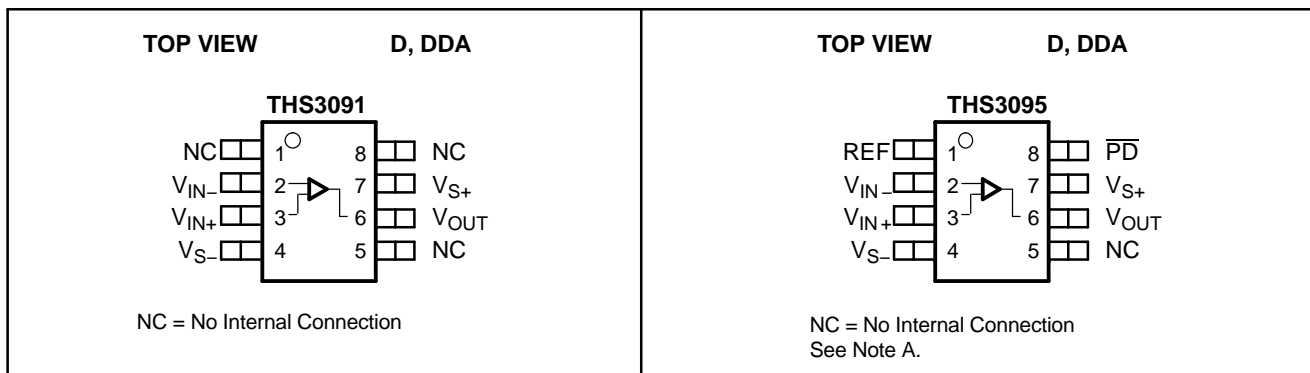 TOP VIEW D, DDA
THS3091
NC 1 8 NC
VIN− 2 7 VS+
VIN+ 3 6 VOUT
VS− 4 5 NC
NC = No Internal Connection
TOP VIEW D, DDA
THS3095
REF 1 8 P̅D̅
VIN− 2 7 VS+
VIN+ 3 6 VOUT
VS− 4 5 NC
NC = No Internal Connection
See Note A.